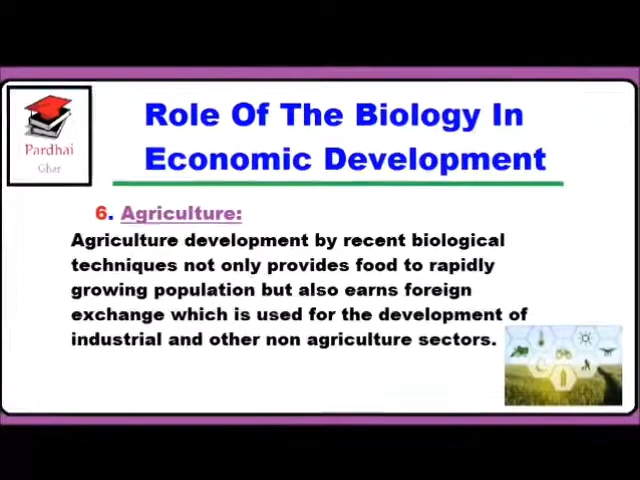 Pardhai
Ghar
Role Of The Biology In
Economic Development
6. Agriculture:
Agriculture development by recent biological
techniques not only provides food to rapidly
growing population but also earns foreign
exchange which is used for the development of
industrial and other non agriculture sectors.